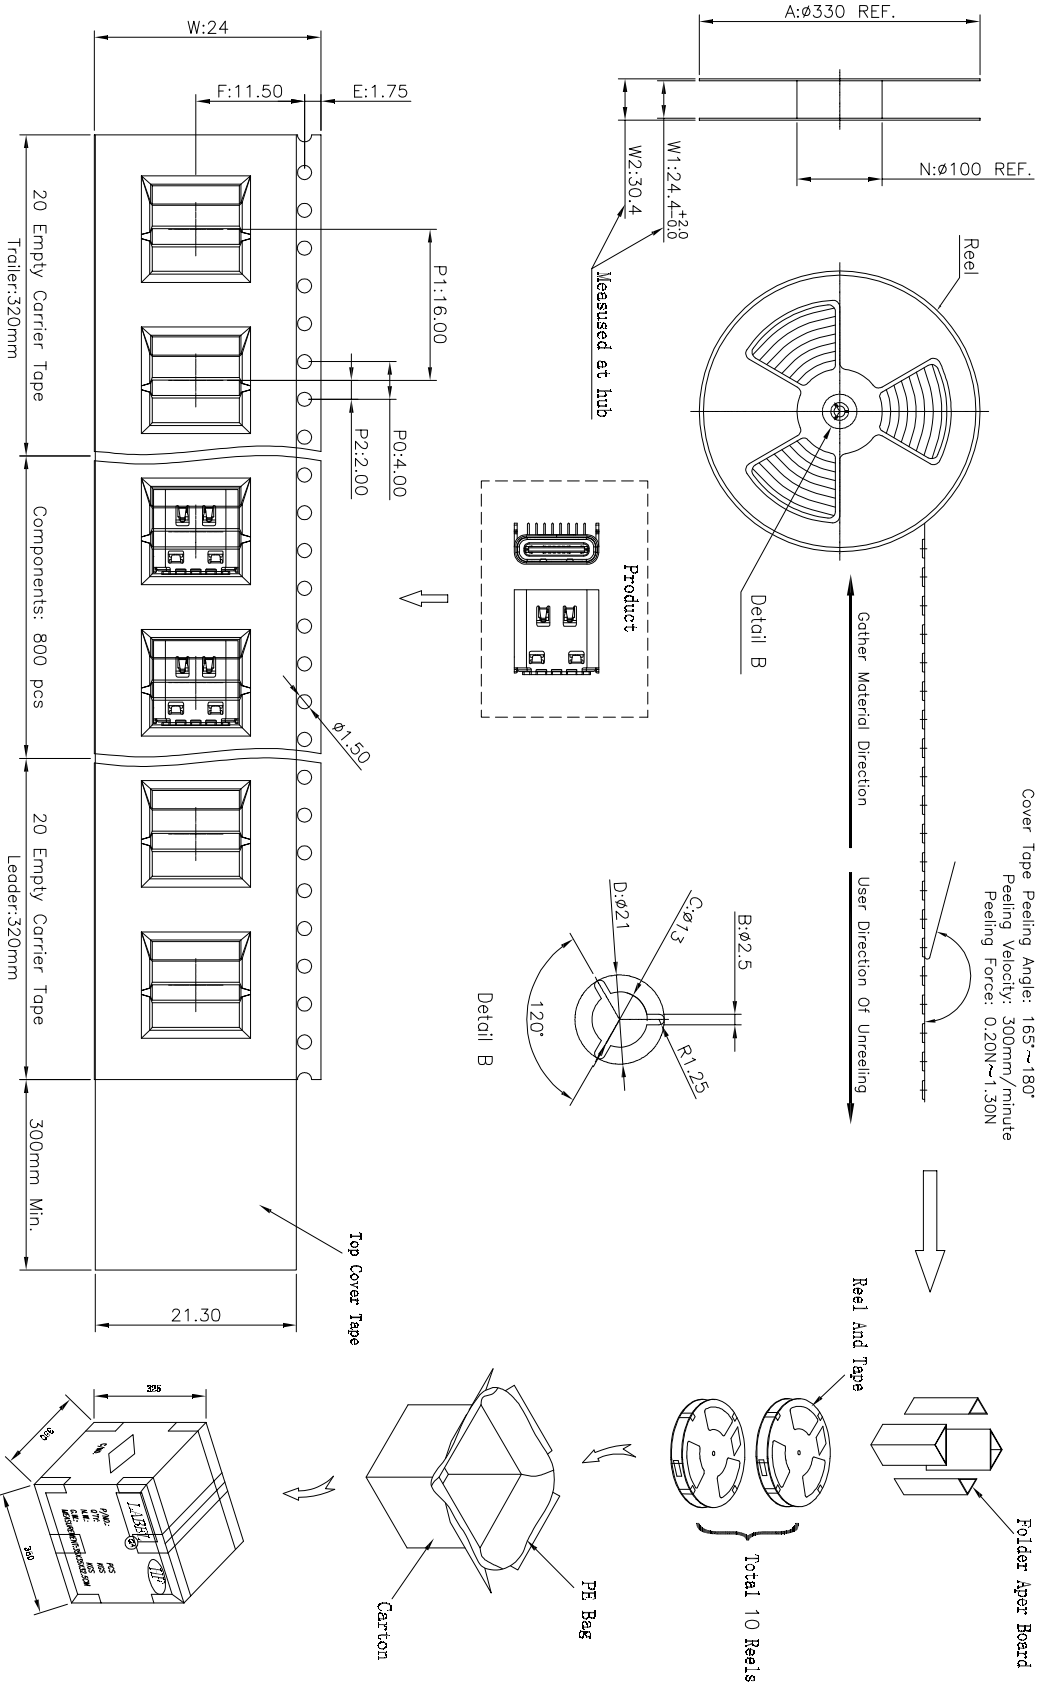 A:ø330 REF.
N:ø100 REF.
W1:24.4+2.0
-0.0
W2:30.4
Measused at hub
Reel
Detail B
Gather Material Direction
User Direction Of Unreeling
Cover Tape Peeling Angle: 165°~180°
Peeling Velocity: 300mm/minute
Peeling Force: 0.20N~1.30N
W:24
F:11.50
E:1.75
P1:16.00
P0:4.00
P2:2.00
Product
ø1.50
B:ø2.5
C:ø13
D:ø21
R1.25
120°
Detail B
20 Empty Carrier Tape
Trailer:320mm
Components: 800 pcs
20 Empty Carrier Tape
Leader:320mm
300mm Min.
21.30
Top Cover Tape
Folder Aper Board
Reel And Tape
Total 10 Reels
PE Bag
Carton
325
360
P/NO.:
Q'TY: PCS
N.W.: KGS
G.W.: KGS